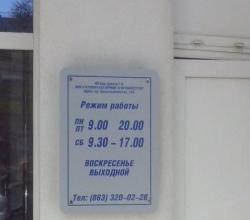 Режим работы
ПН 9.00 20.00
ПТ
СБ 9.30 - 17.00
ВОСКРЕСЕНЬЕ
ВЫХОДНОЙ
Тел: (863) 320-02-28